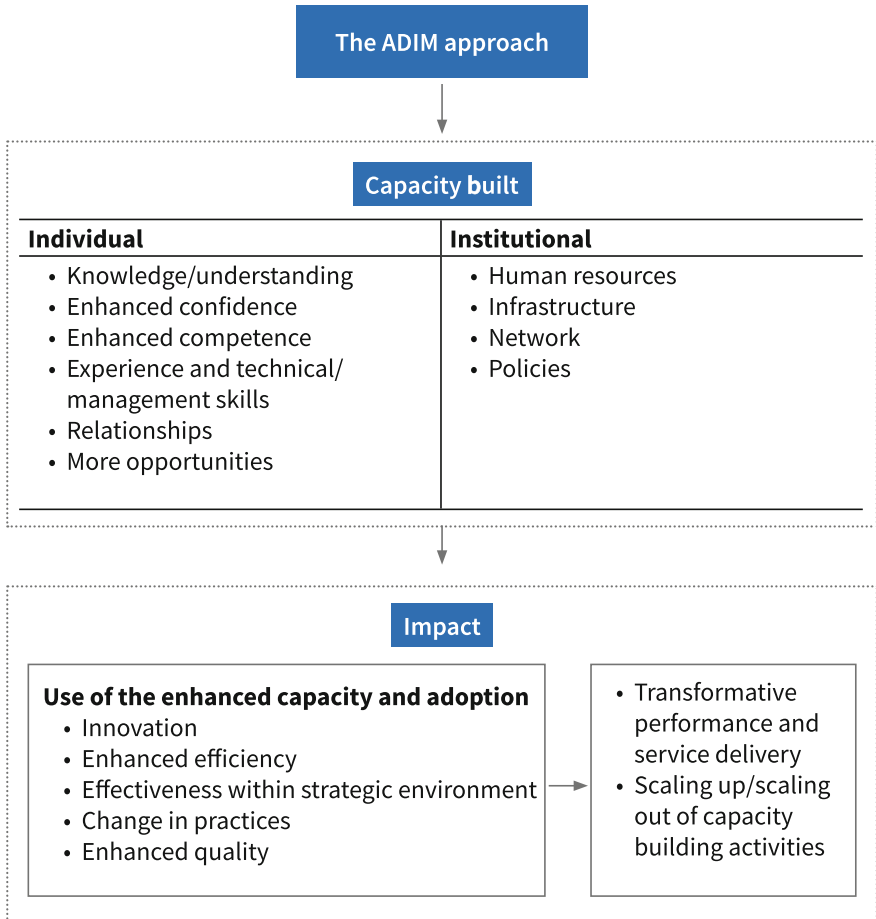 The ADIM approach
Capacity built
Individual
• Knowledge/understanding
• Enhanced confidence
• Enhanced competence
• Experience and technical/
management skills
• Relationships
• More opportunities
Institutional
• Human resources
• Infrastructure
• Network
• Policies
Impact
Use of the enhanced capacity and adoption
• Innovation
• Enhanced efficiency
• Effectiveness within strategic environment
• Change in practices
• Enhanced quality
• Transformative
performance and
service delivery
• Scaling up/scaling
out of capacity
building activities